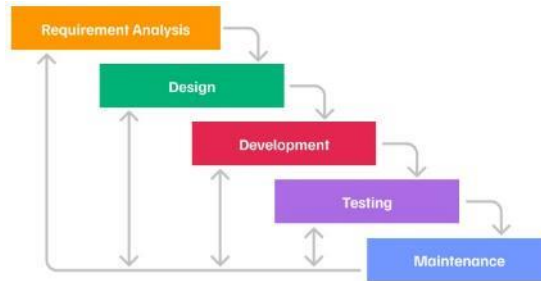 Requirement Analysis
Design
Development
Testing
Maintenance